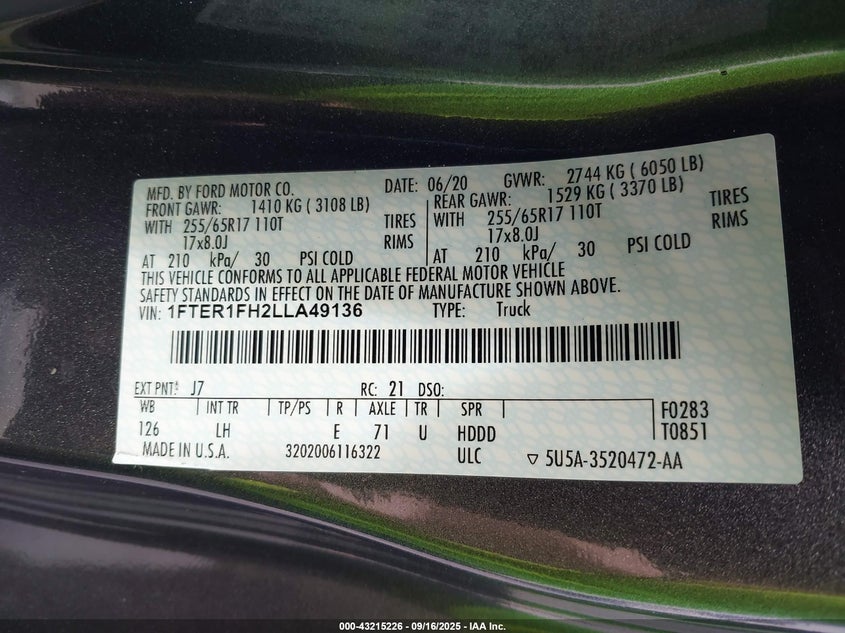 MFD. BY FORD MOTOR CO. DATE: 06/20 GVWR: 2744 KG ( 6050 LB)
FRONT GAWR: 1410 KG ( 3108 LB) REAR GAWR: 1529 KG ( 3370 LB)
WITH 255/65R17 110T TIRES WITH 255/65R17 110T TIRES
17x8.0J RIMS 17x8.0J RIMS
AT 210 kPa/ 30 PSI COLD AT 210 kPa/ 30 PSI COLD
THIS VEHICLE CONFORMS TO ALL APPLICABLE FEDERAL MOTOR VEHICLE
SAFETY STANDARDS IN EFFECT ON THE DATE OF MANUFACTURE SHOWN ABOVE.
VIN: 1FTER1FH2LLA49136 TYPE: Truck
EXT PNT: J7 RC: 21 DSO:
WB INT TR TP/PS R AXLE TR SPR F0283
126 LH E 71 U HDDD T0851
MADE IN U.S.A. 3202006116322 ULC ▽ 5U5A-3520472-AA
000-43215226 - 09/16/2025 - IAA Inc.